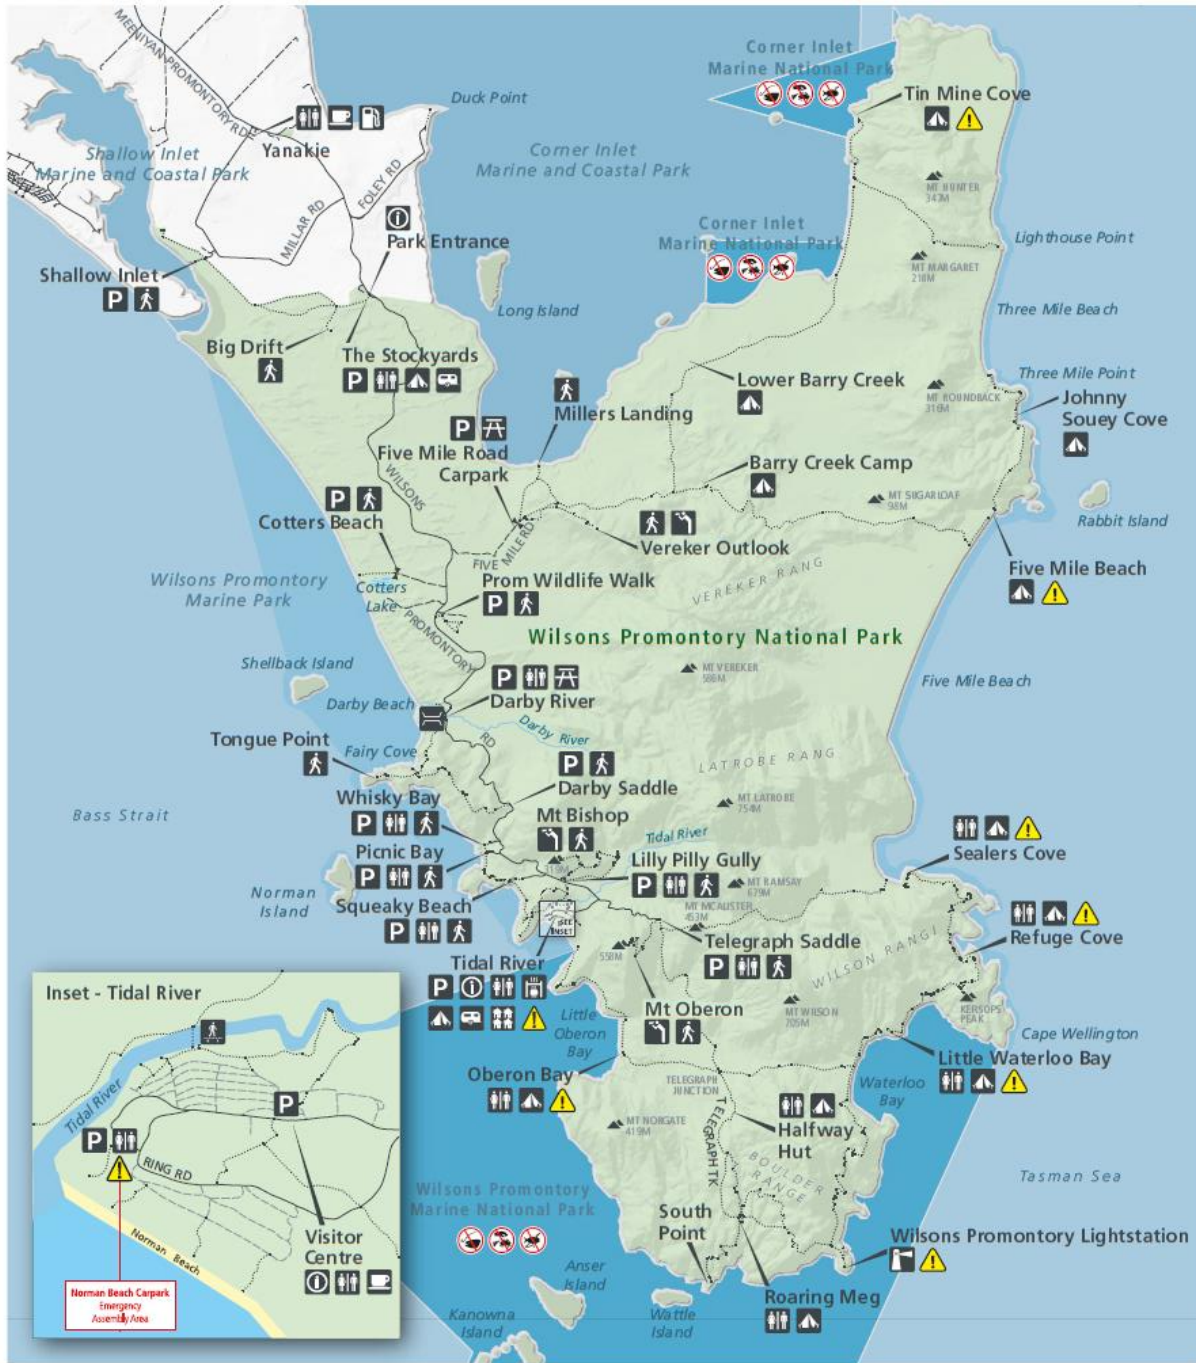 MEENIYAN PROMONTORY RD
Duck Point
Yanakie
Shallow Inlet
Marine and Coastal Park
FOLEY RD
MILLAR RD
Park Entrance
Corner Inlet
Marine and Coastal Park
Corner Inlet
Marine National Park
Tin Mine Cove
MT HUNTER
347M
Corner Inlet
Marine National Park
Lighthouse Point
MT MARGARET
218M
Shallow Inlet
P
Long Island
Three Mile Beach
Big Drift
The Stockyards
P
Millers Landing
Lower Barry Creek
Three Mile Point
MT ROUNDBACK
316M
Johnny
Souey Cove
P
Five Mile Road
Carpark
WILSONS
Barry Creek Camp
MT SUGARLOAF
98M
Rabbit Island
P
Cotters Beach
FIVE MILE RD
Vereker Outlook
Five Mile Beach
VEREKER RANG
Wilsons Promontory
Marine Park
Cotters
Lake
Prom Wildlife Walk
P
PROMONTORY
Wilsons Promontory National Park
Shellback Island
MT VEREKER
588M
Five Mile Beach
Darby Beach
P
Darby River
Darby River
RD
Tongue Point
Fairy Cove
LATROBE RANG
P
Darby Saddle
Bass Strait
Whisky Bay
P
Mt Bishop
319M
MT LATROBE
754M
Tidal River
Picnic Bay
P
Lilly Pilly Gully
P
MT RAMSAY
679M
Sealers Cove
Norman
Island
Squeaky Beach
P
SEE
INSET
MT MCALISTER
453M
Telegraph Saddle
P
WILSON RANGI
Refuge Cove
Tidal River
P
558M
Mt Oberon
MT WILSON
705M
KERSOPS
PEAK
Cape Wellington
Little
Oberon
Bay
Oberon Bay
Little Waterloo Bay
Waterloo
Bay
TELEGRAPH
JUNCTION
TELEGRAPH TK
MT NORGATE
419M
Halfway
Hut
BOULDER
RANGE
Tasman Sea
Wilsons Promontory
Marine National Park
South
Point
Wilsons Promontory Lightstation
Roaring Meg
Anser
Island
Wattle
Island
Kanowna
Island
Inset - Tidal River
Tidal River
P
P
RING RD
Visitor
Centre
Norman Beach
Norman Beach Carpark
Emergency
Assembly Area